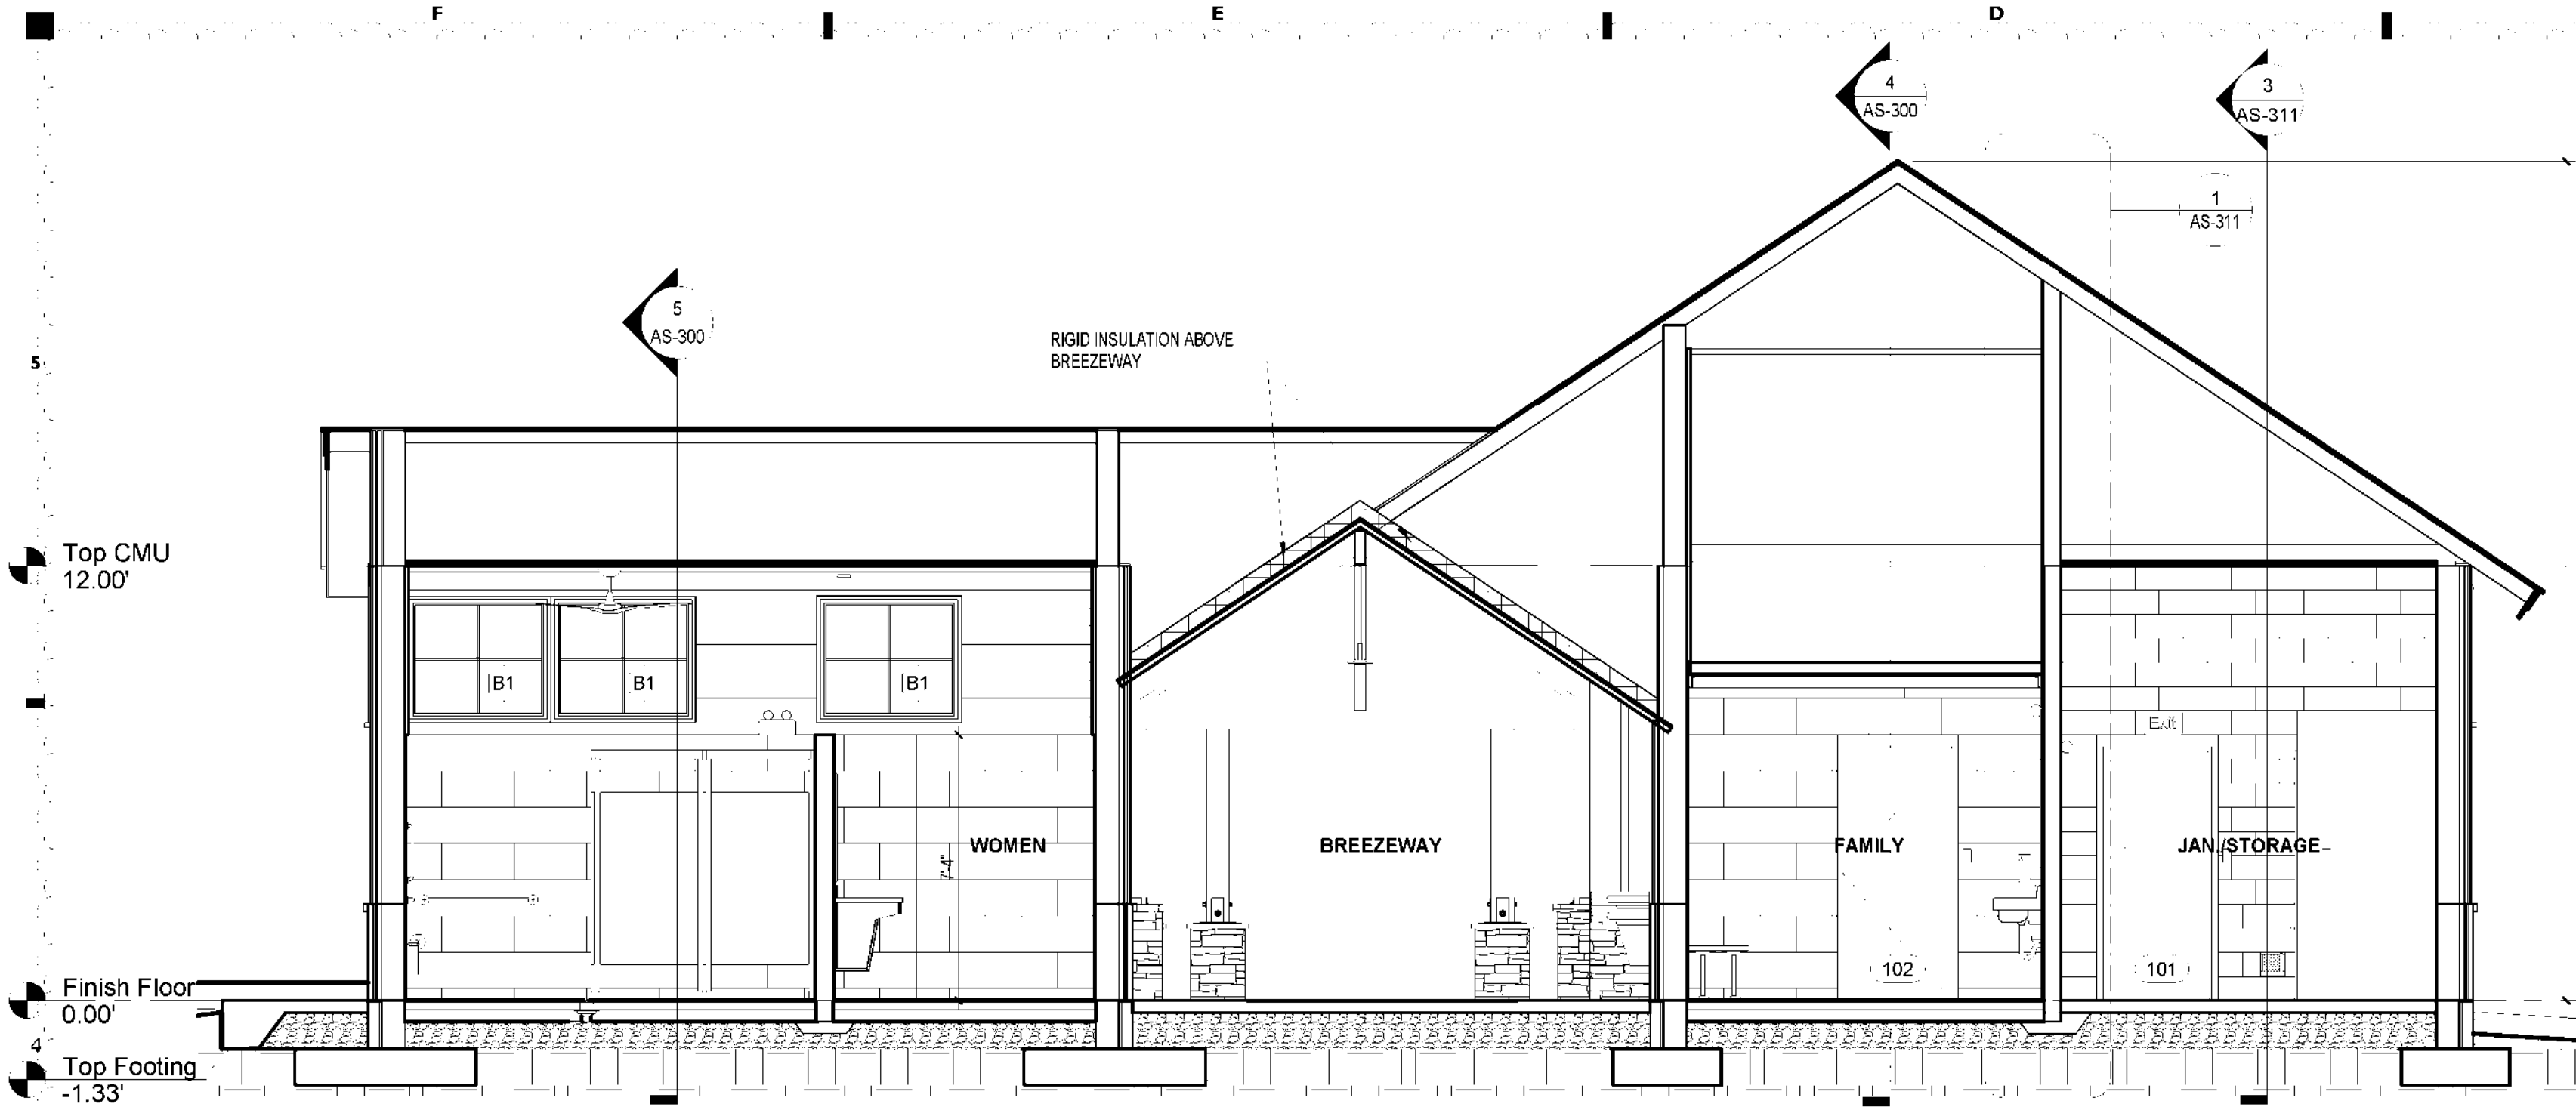 F
E
D
4
AS-300
3
AS-311
1
AS-311
5
AS-300
RIGID INSULATION ABOVE
BREEZEWAY
5
Top CMU
12.00'
B1
B1
B1
Exit
7'-4"
WOMEN
BREEZEWAY
FAMILY
JAN./STORAGE
102
101
Finish Floor
0.00'
4
Top Footing
-1.33'